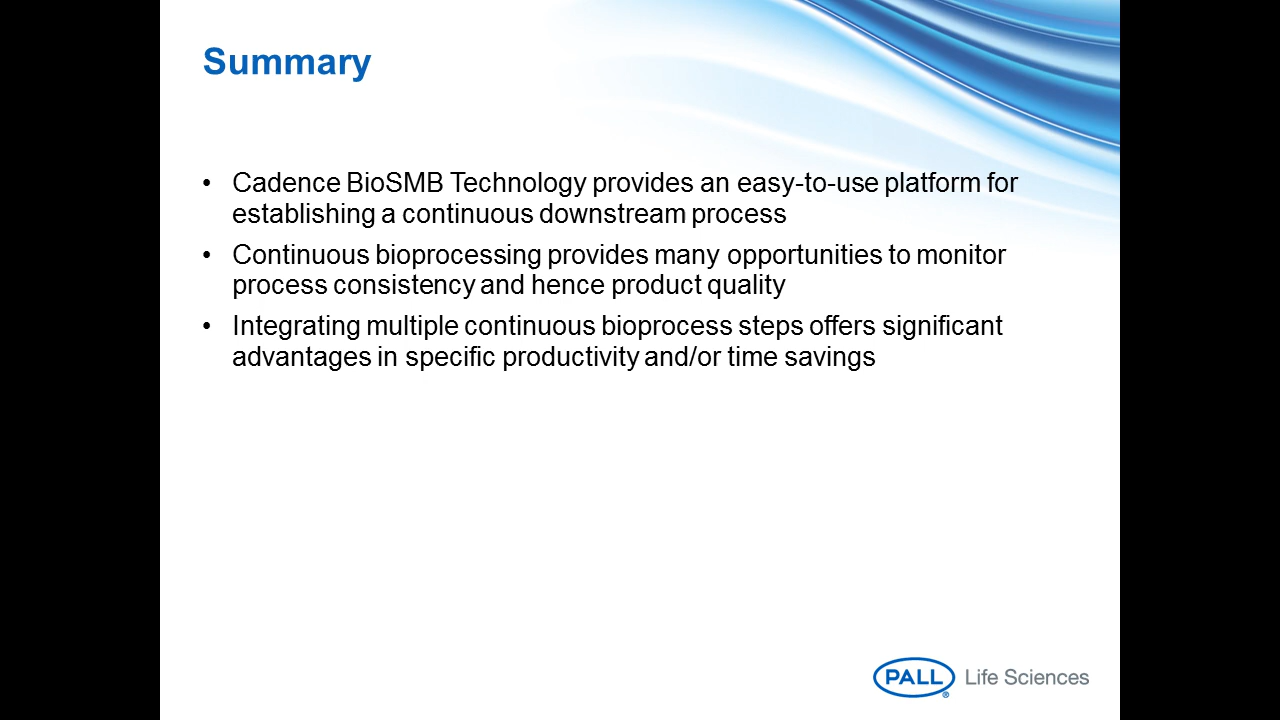 Summary
• Cadence BioSMB Technology provides an easy-to-use platform for
establishing a continuous downstream process
• Continuous bioprocessing provides many opportunities to monitor
process consistency and hence product quality
• Integrating multiple continuous bioprocess steps offers significant
advantages in specific productivity and/or time savings
PALL® Life Sciences